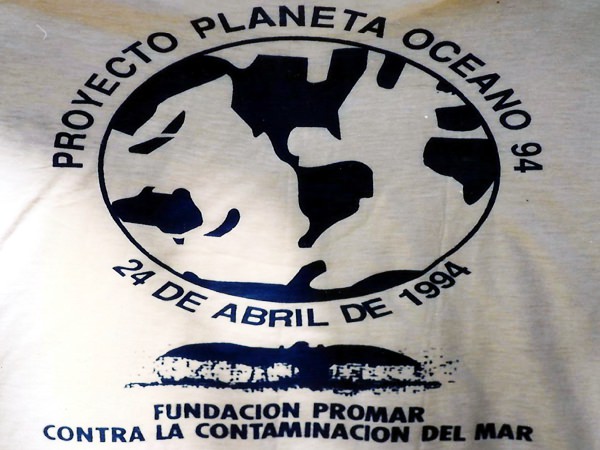 PROYECTO PLANETA OCEANO 94
24 DE ABRIL DE 1994
FUNDACION PROMAR
CONTRA LA CONTAMINACION DEL MAR